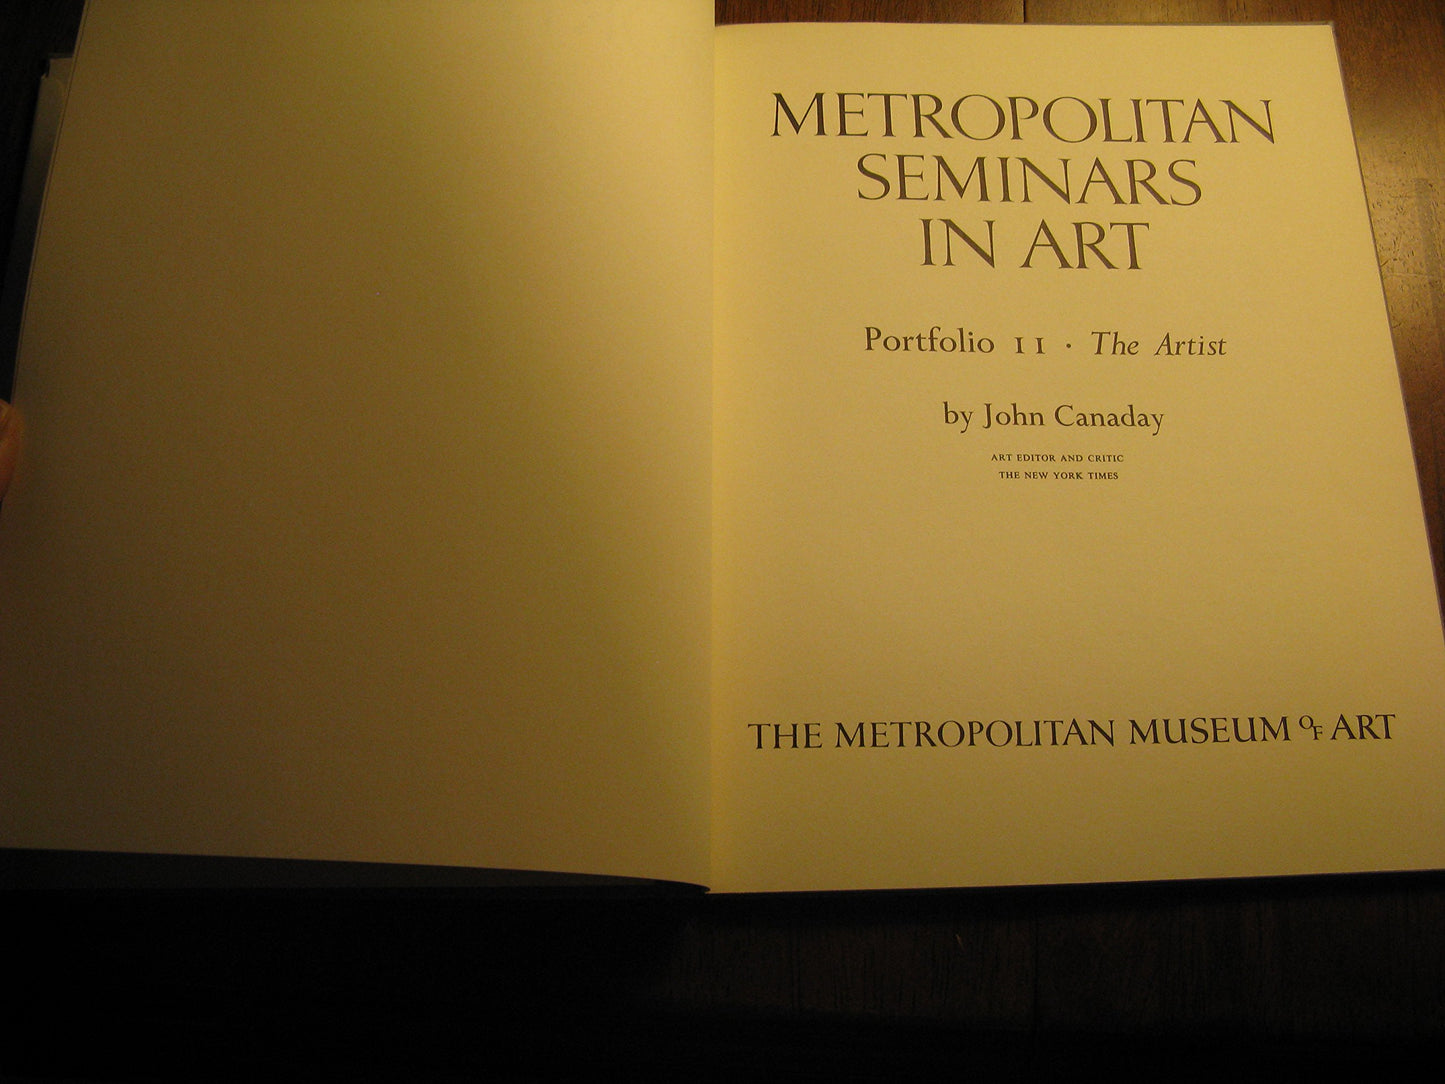 METROPOLITAN
SEMINARS
IN ART
Portfolio 11 · The Artist
by John Canaday
ART EDITOR AND CRITIC
THE NEW YORK TIMES
THE METROPOLITAN MUSEUM OF ART